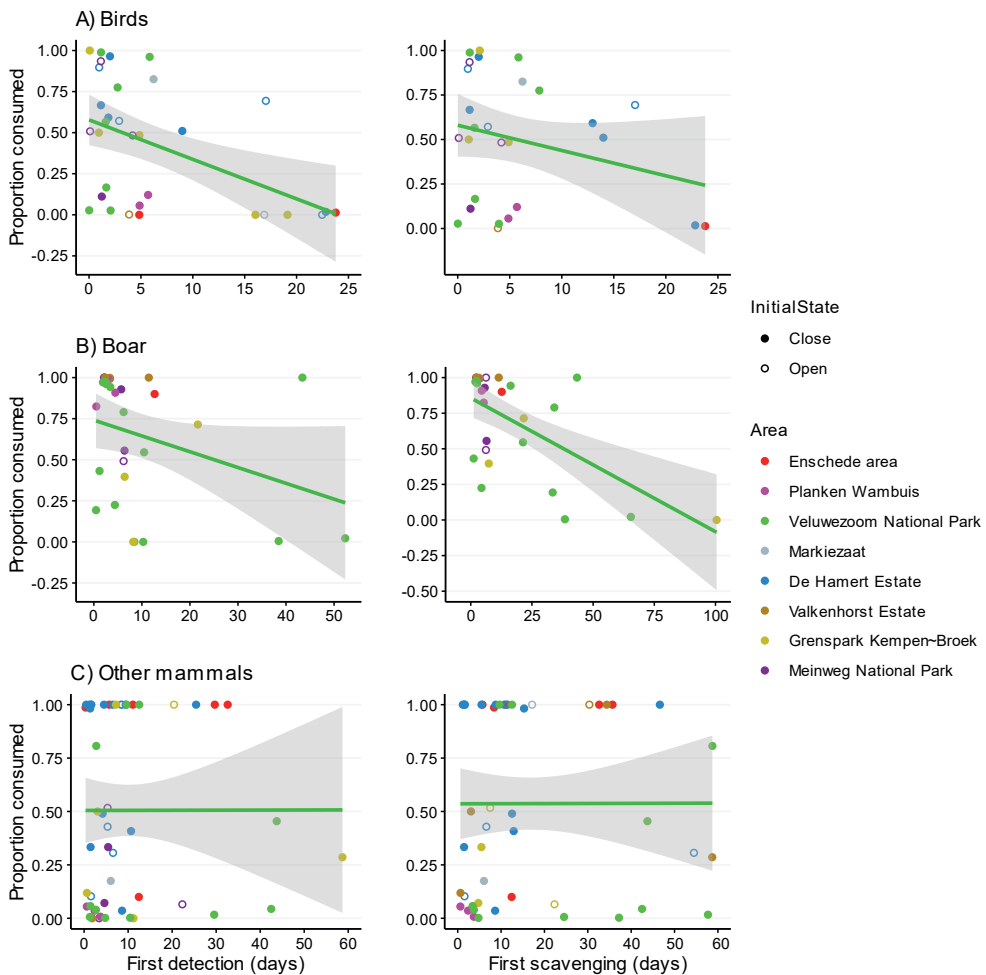 A) Birds
Proportion consumed
1.00
0.75
0.50
0.25
0.00
-0.25
0 5 10 15 20 25
1.00
0.75
0.50
0.25
0.00
0 5 10 15 20 25
InitialState
Close
Open
B) Boar
Proportion consumed
1.00
0.75
0.50
0.25
0.00
-0.25
0 10 20 30 40 50
1.00
0.75
0.50
0.25
0.00
-0.25
-0.50
0 25 50 75 100
Area
Enschede area
Planken Wambuis
Veluwezoom National Park
Markiezaat
De Hamert Estate
Valkenhorst Estate
Grenspark Kempen~Broek
Meinweg National Park
C) Other mammals
Proportion consumed
1.00
0.75
0.50
0.25
0.00
0 10 20 30 40 50 60
First detection (days)
1.00
0.75
0.50
0.25
0.00
0 10 20 30 40 50 60
First scavenging (days)